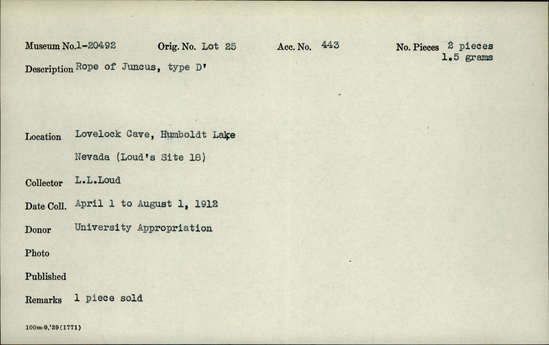 Museum No. 1-20492 Orig. No. Lot 25 Acc. No. 443 No. Pieces 2 pieces
1.5 grams
Description Rope of Juncus, type D'
Location Lovelock Cave, Humboldt Lake
Nevada (Loud's Site 18)
Collector L.L.Loud
Date Coll. April 1 to August 1, 1912
Donor University Appropriation
Photo
Published
Remarks 1 piece sold
100m-9,'39(1771)